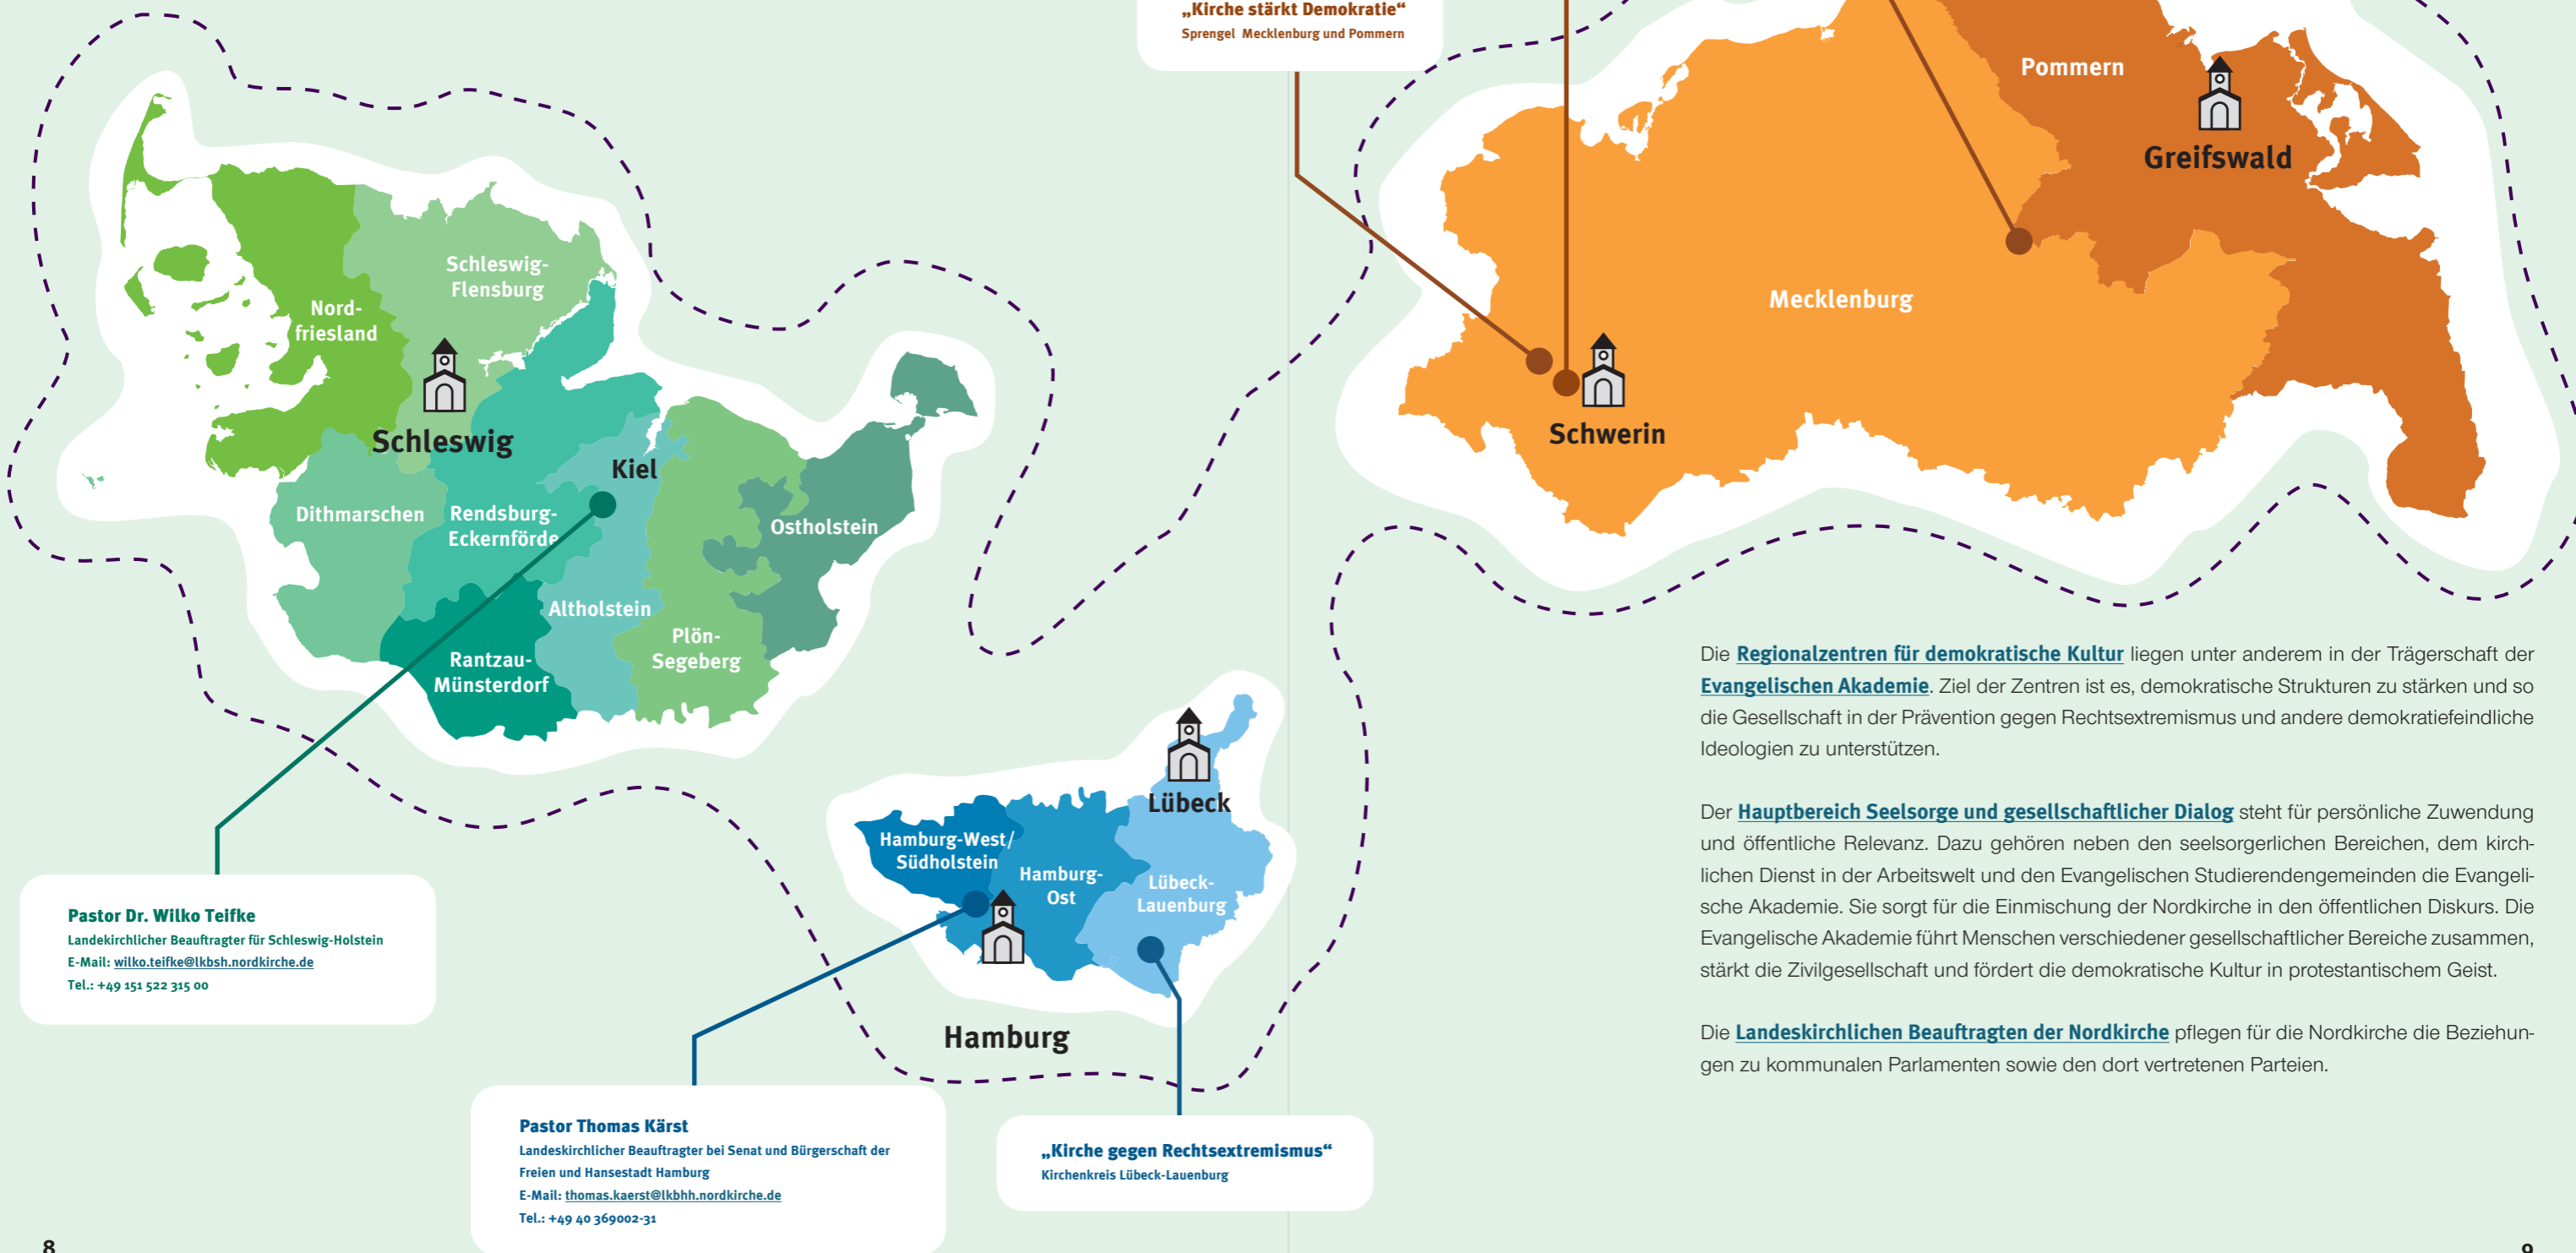 „Kirche stärkt Demokratie“
Sprengel Mecklenburg und Pommern
Pommern
Greifswald
Mecklenburg
Schwerin
Schleswig-
Flensburg
Nord-
friesland
Schleswig
Kiel
Dithmarschen
Rendsburg-
Eckernförde
Ostholstein
Altholstein
Plön-
Segeberg
Rantzau-
Münsterdorf
Lübeck
Hamburg-West/
Südholstein
Hamburg-
Ost
Lübeck-
Lauenburg
Hamburg
Pastor Dr. Wilko Teifke
Landekirchlicher Beauftragter für Schleswig-Holstein
E-Mail: wilko.teifke@lkbsh.nordkirche.de
Tel.: +49 151 522 315 00
Pastor Thomas Kärst
Landeskirchlicher Beauftragter bei Senat und Bürgerschaft der
Freien und Hansestadt Hamburg
E-Mail: thomas.kaerst@lkbhh.nordkirche.de
Tel.: +49 40 369002-31
„Kirche gegen Rechtsextremismus“
Kirchenkreis Lübeck-Lauenburg
Die Regionalzentren für demokratische Kultur liegen unter anderem in der Trägerschaft der
Evangelischen Akademie. Ziel der Zentren ist es, demokratische Strukturen zu stärken und so
die Gesellschaft in der Prävention gegen Rechtsextremismus und andere demokratiefeindliche
Ideologien zu unterstützen.
Der Hauptbereich Seelsorge und gesellschaftlicher Dialog steht für persönliche Zuwendung
und öffentliche Relevanz. Dazu gehören neben den seelsorgerlichen Bereichen, dem kirch-
lichen Dienst in der Arbeitswelt und den Evangelischen Studierendengemeinden die Evangeli-
sche Akademie. Sie sorgt für die Einmischung der Nordkirche in den öffentlichen Diskurs. Die
Evangelische Akademie führt Menschen verschiedener gesellschaftlicher Bereiche zusammen,
stärkt die Zivilgesellschaft und fördert die demokratische Kultur in protestantischem Geist.
Die Landeskirchlichen Beauftragten der Nordkirche pflegen für die Nordkirche die Beziehun-
gen zu kommunalen Parlamenten sowie den dort vertretenen Parteien.
8
9